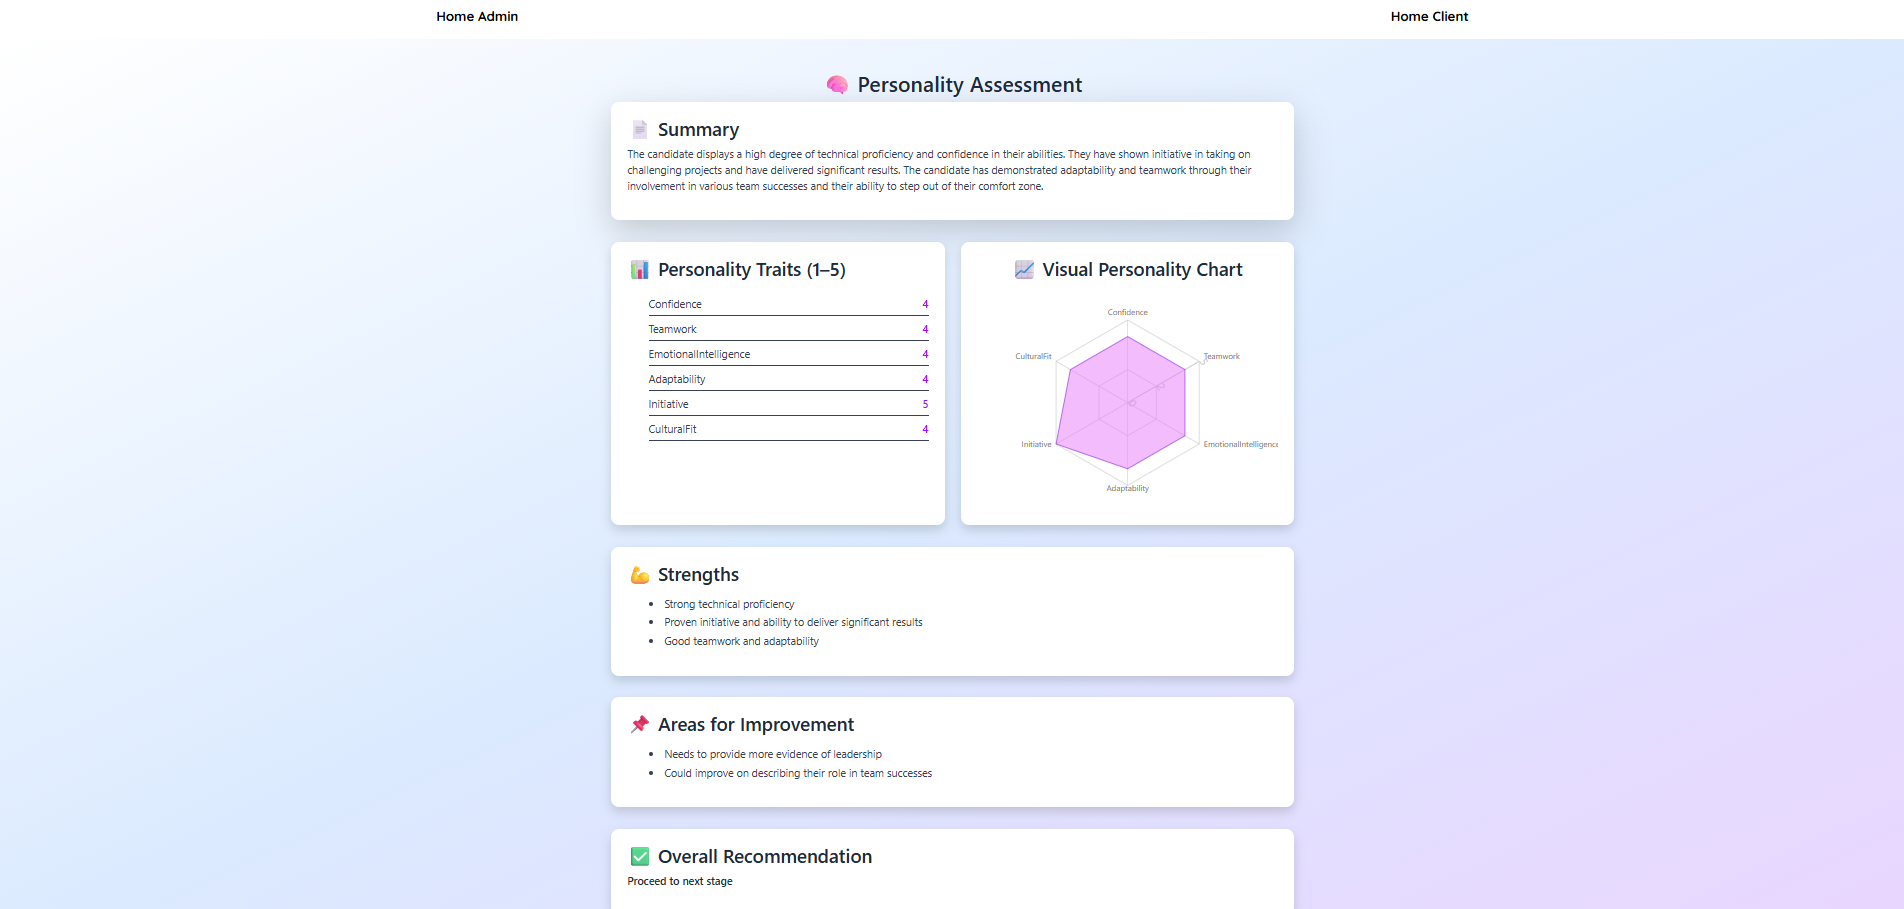 Home Admin
Home Client
Personality Assessment
Summary
The candidate displays a high degree of technical proficiency and confidence in their abilities. They have shown initiative in taking on
challenging projects and have delivered significant results. The candidate has demonstrated adaptability and teamwork through their
involvement in various team successes and their ability to step out of their comfort zone.
Personality Traits (1–5)
Confidence 4
Teamwork 4
EmotionalIntelligence 4
Adaptability 4
Initiative 5
CulturalFit 4
Visual Personality Chart
Confidence
CulturalFit
Teamwork
Initiative
EmotionalIntelligence
Adaptability
Strengths
Strong technical proficiency
Proven initiative and ability to deliver significant results
Good teamwork and adaptability
Areas for Improvement
Needs to provide more evidence of leadership
Could improve on describing their role in team successes
Overall Recommendation
Proceed to next stage